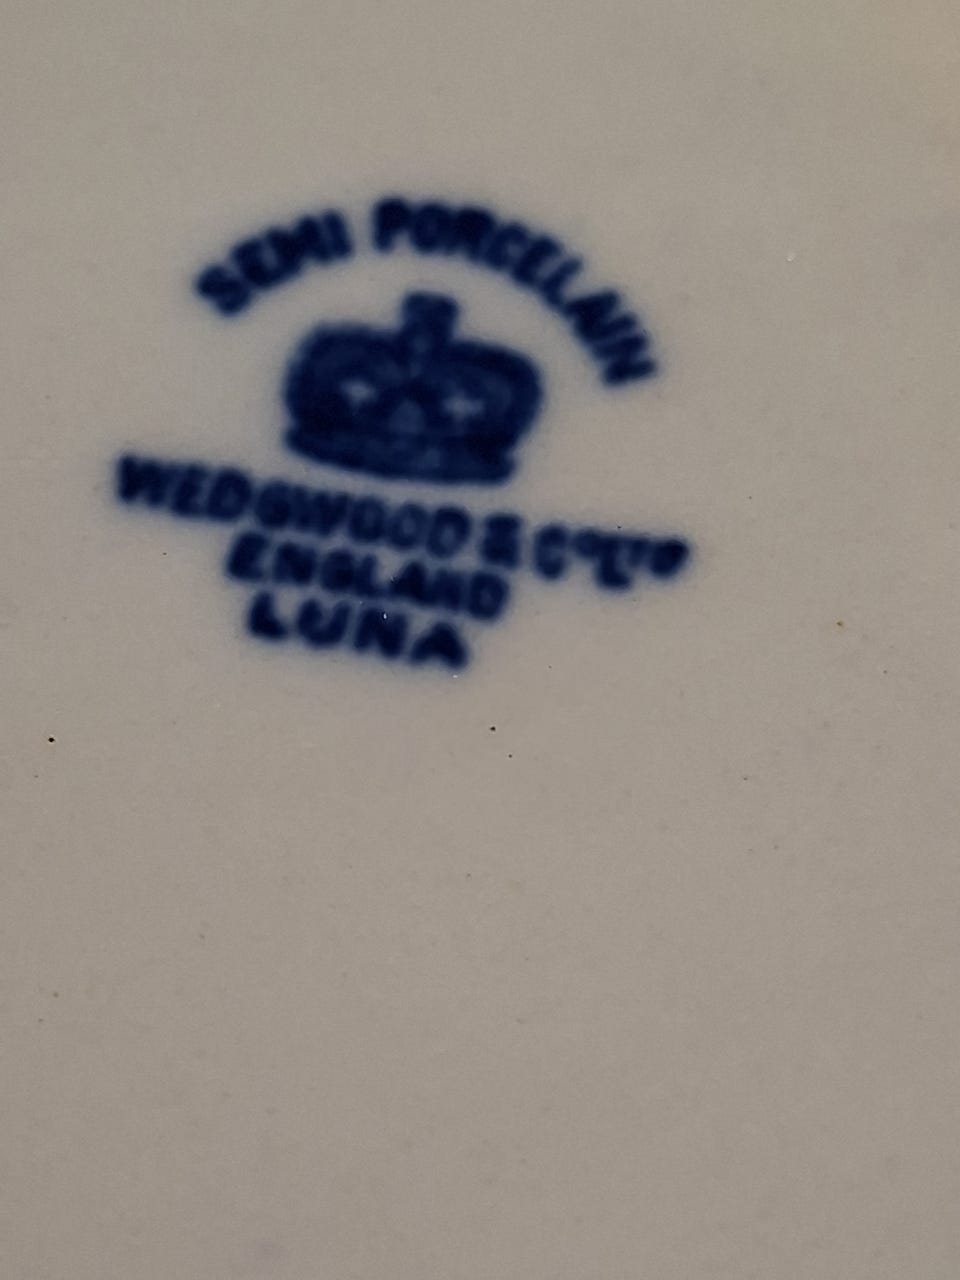 SEMI PORCELAIN
WEDGWOOD & Cº LTD
ENGLAND
LUNA